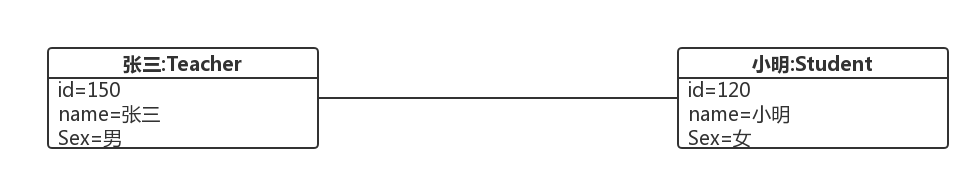 张三:Teacher
id=150
name=张三
Sex=男
小明:Student
id=120
name=小明
Sex=女